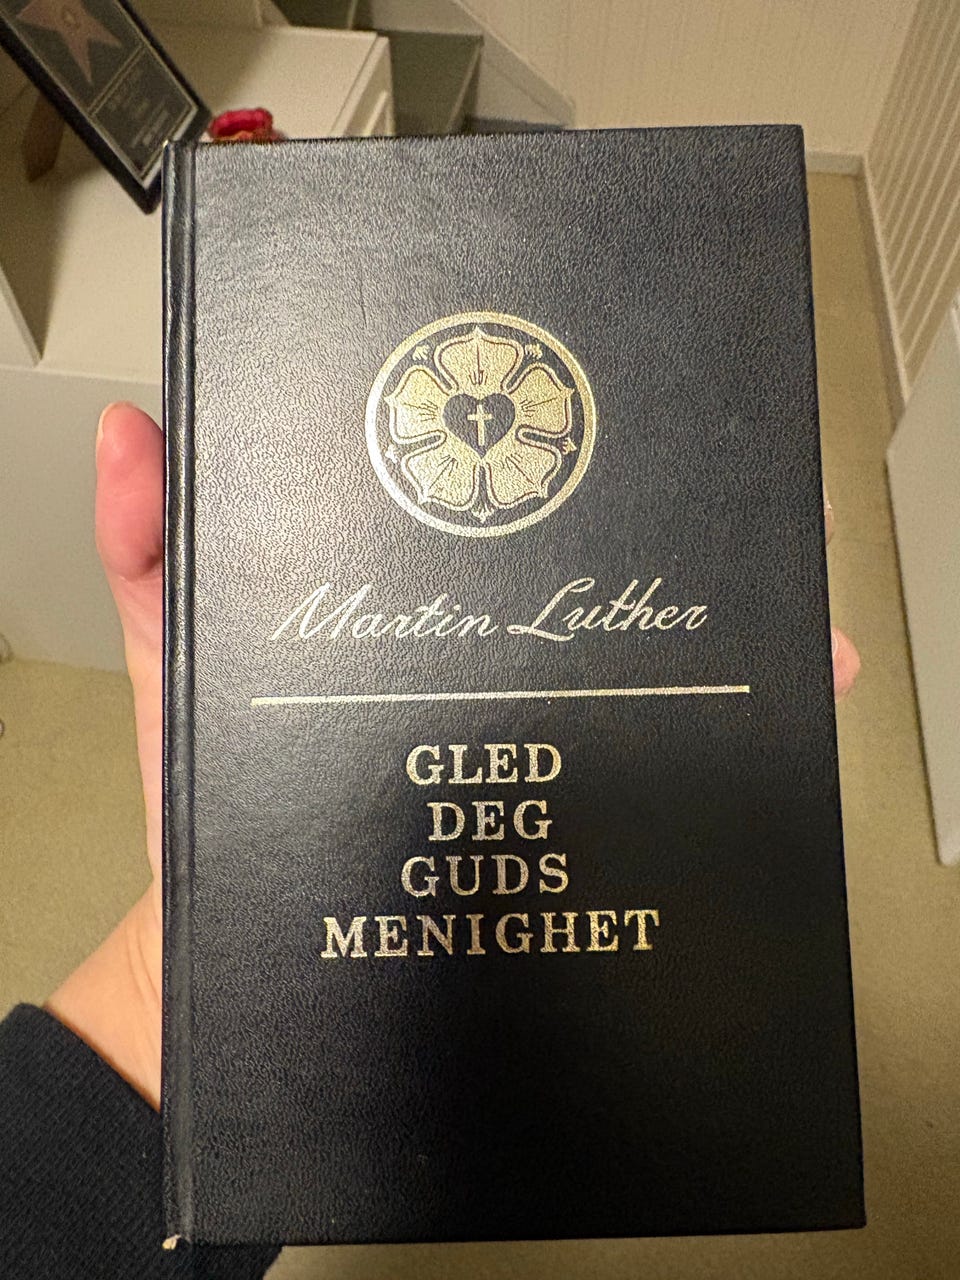 Martin Luther
GLED
DEG
GUDS
MENIGHET